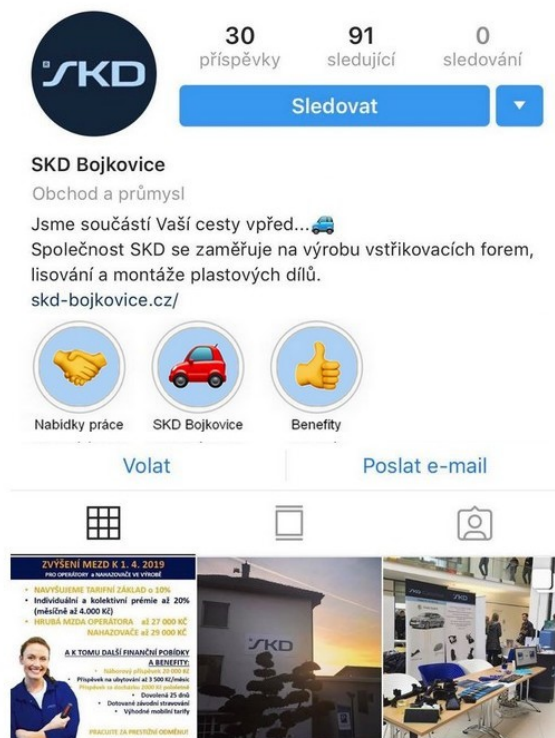 SKD
30 91 0
příspěvky sledující sledování
Sledovat
SKD Bojkovice
Obchod a průmysl
Jsme součástí Vaší cesty vpřed...
Společnost SKD se zaměřuje na výrobu vstřikovacích forem,
lisování a montáže plastových dílů.
skd-bojkovice.cz/
Nabídky práce SKD Bojkovice Benefity
Volat Poslat e-mail
ZVÝŠENÍ MEZD K 1. 4. 2019
PRO OPERÁTORY a NAHAZOVAČE VE VÝROBĚ
• NAVYŠUJEME TARIFNÍ ZÁKLAD o 10%
• Individuální a kolektivní prémie až 20%
(měsíčně až 4.000 Kč)
• HRUBÁ MZDA OPERÁTORA až 27 000 KČ
NAHAZOVAČE až 29 000 KČ
A K TOMU DALŠÍ FINANČNÍ POBÍDKY
A BENEFITY:
• Náborový příspěvek 20 000 Kč
• Příspěvek na ubytování až 3 500 Kč/měsíc
• Dovolená 25 dnů
• Dotované závodní stravování
• Výhodné mobilní tarify
PRACUJTE ZA PRESTIŽNÍ ODMĚNU!
SKD
SKD